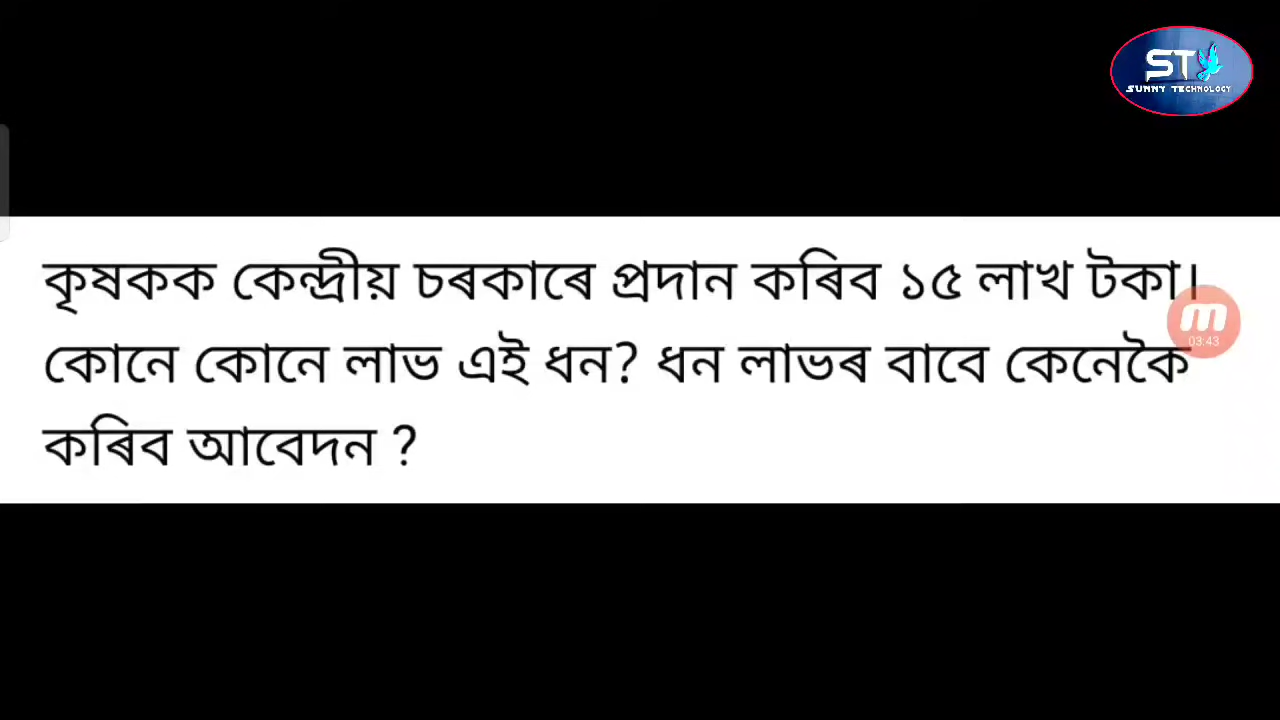 ST
SUNNY TECHNOLOGY
কৃষকক কেন্দ্ৰীয় চৰকাৰে প্ৰদান কৰিব ১৫ লাখ টকা।
03:43
কোনে কোনে লাভ এই ধন? ধন লাভৰ বাবে কেনেকৈ
কৰিব আবেদন ?